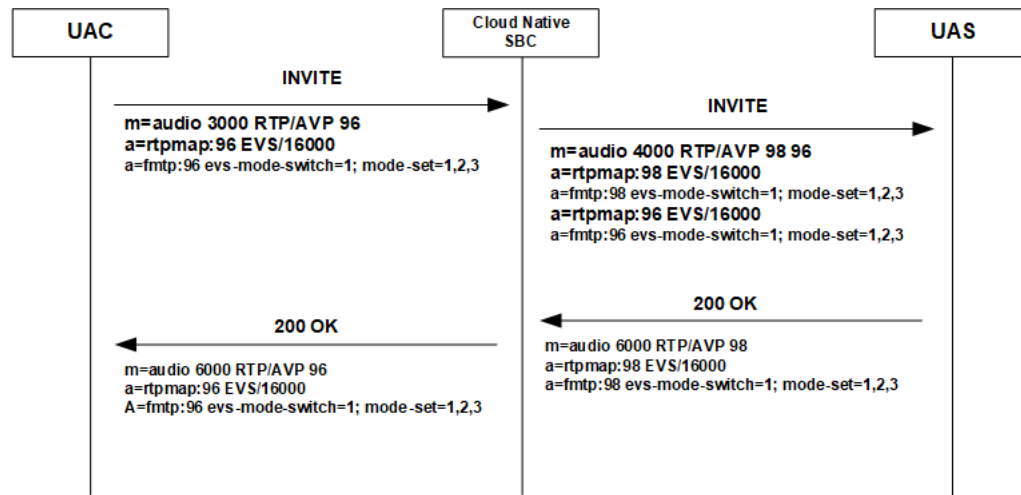 UAC
Cloud Native
SBC
UAS
INVITE
m=audio 3000 RTP/AVP 96
a=rtpmap:96 EVS/16000
a=fmtp:96 evs-mode-switch=1; mode-set=1,2,3
INVITE
m=audio 4000 RTP/AVP 98 96
a=rtpmap:98 EVS/16000
a=fmtp:98 evs-mode-switch=1; mode-set=1,2,3
a=rtpmap:96 EVS/16000
a=fmtp:96 evs-mode-switch=1; mode-set=1,2,3
200 OK
m=audio 6000 RTP/AVP 98
a=rtpmap:98 EVS/16000
a=fmtp:98 evs-mode-switch=1; mode-set=1,2,3
200 OK
m=audio 6000 RTP/AVP 96
a=rtpmap:96 EVS/16000
A=fmtp:96 evs-mode-switch=1; mode-set=1,2,3